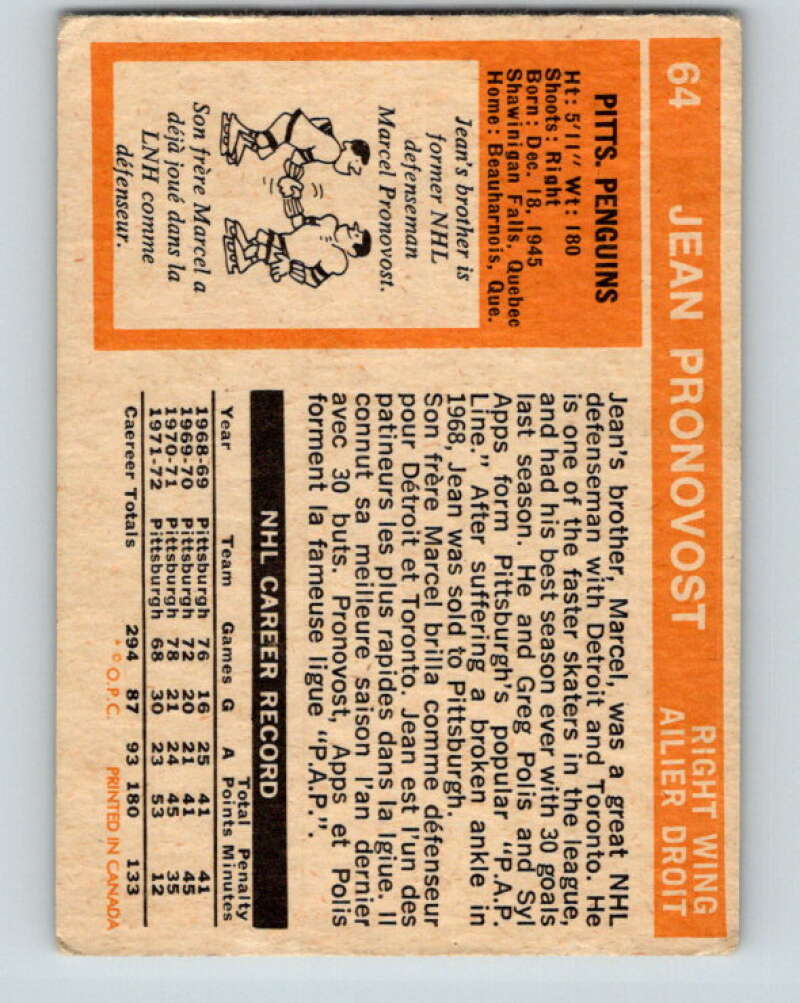 64 JEAN PRONOVOST RIGHT WING
AILIER DROIT
PITTS. PENGUINS
Ht: 5'11" Wt: 180
Shoots: Right
Born: Dec. 18, 1945
Shawinigan Falls, Quebec
Home: Beauharnois, Que.
Jean's brother is
former NHL
defenseman
Marcel Pronovost.
Son frère Marcel a
déjà joué dans la
LNH comme
défenseur.
Jean's brother, Marcel, was a great NHL
defenseman with Detroit and Toronto. He
is one of the faster skaters in the league,
and had his best season ever with 30 goals
last season. He and Greg Polis and Syl
Apps form Pittsburgh's popular "P.A.P.
Line." After suffering a broken ankle in
1968, Jean was sold to Pittsburgh.
Son frère Marcel brilla comme défenseur
pour Détroit et Toronto. Jean est l'un des
patineurs les plus rapides dans la lgiue. Il
connut sa meilleure saison l'an dernier
avec 30 buts. Pronovost, Apps et Polis
forment la fameuse ligue "P.A.P.".
NHL CAREER RECORD
Total Penalty
Year Team Games G A Points Minutes
1968-69 Pittsburgh 76 16 25 41 41
1969-70 Pittsburgh 72 20 21 41 45
1970-71 Pittsburgh 78 21 24 45 35
1971-72 Pittsburgh 68 30 23 53 12
Caereer Totals 294 87 93 180 133
* © O.P.C. PRINTED IN CANADA